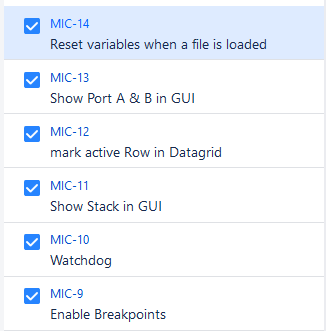 MIC-14
Reset variables when a file is loaded
MIC-13
Show Port A & B in GUI
MIC-12
mark active Row in Datagrid
MIC-11
Show Stack in GUI
MIC-10
Watchdog
MIC-9
Enable Breakpoints